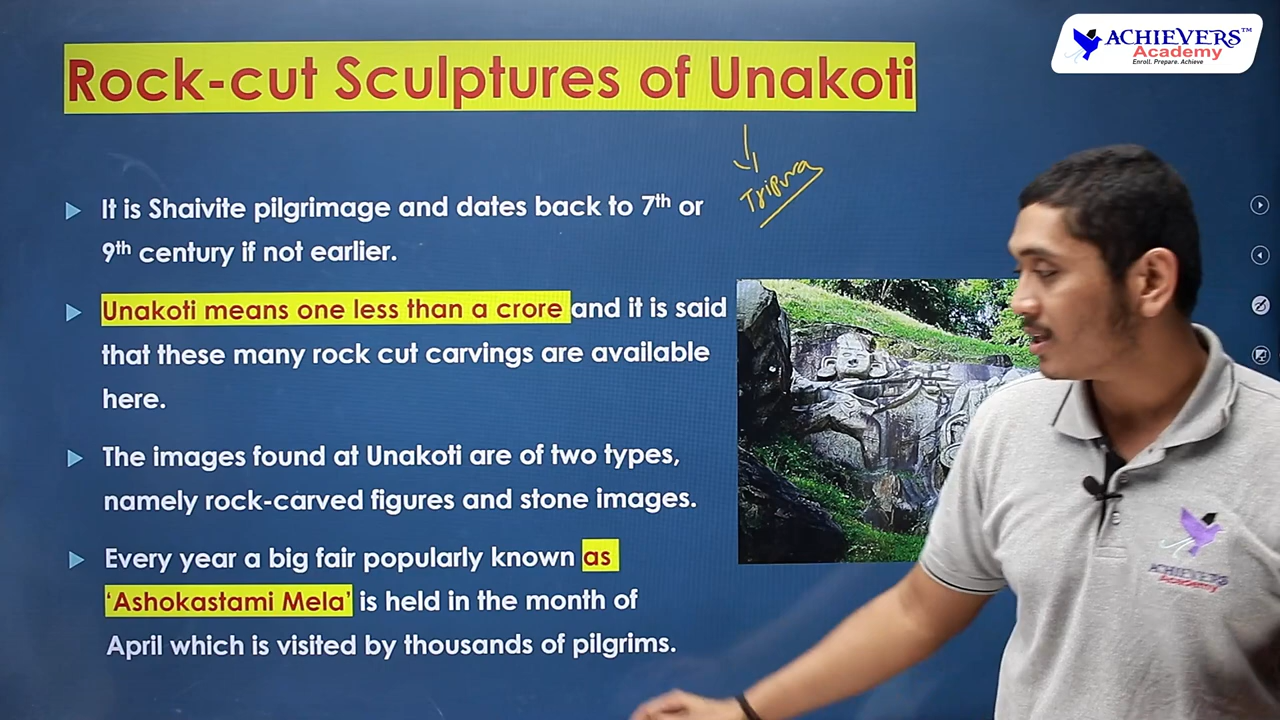 Rock-cut Sculptures of Unakoti
ACHIEVERS™
Academy
Enroll. Prepare. Achieve
Tripura
It is Shaivite pilgrimage and dates back to 7th or
9th century if not earlier.
Unakoti means one less than a crore and it is said
that these many rock cut carvings are available
here.
The images found at Unakoti are of two types,
namely rock-carved figures and stone images.
Every year a big fair popularly known as
‘Ashokastami Mela’ is held in the month of
April which is visited by thousands of pilgrims.
ACHIEVERS
Academy